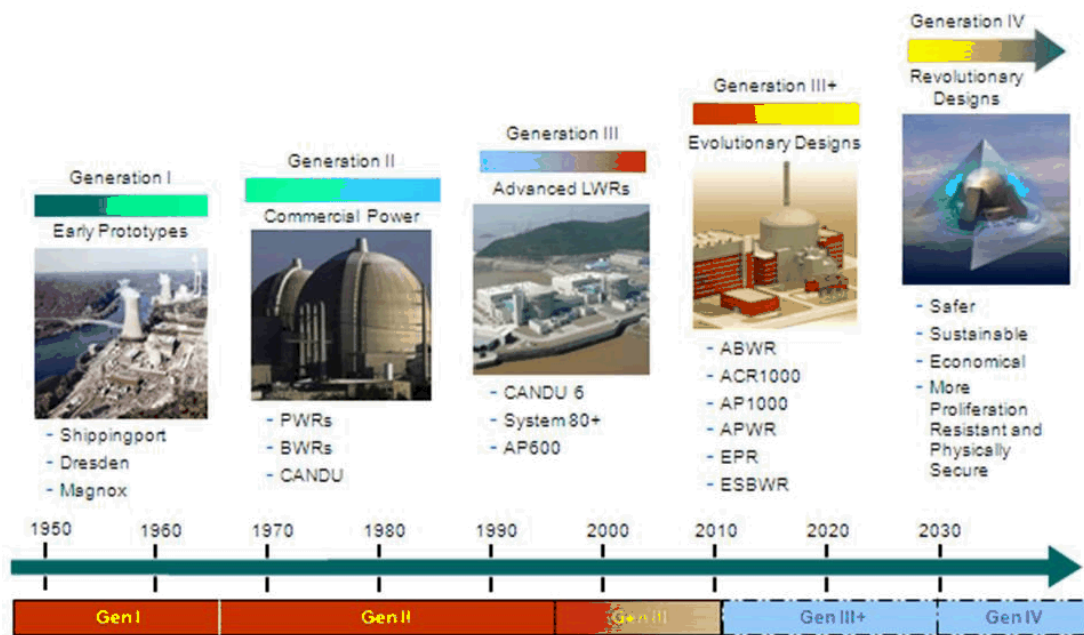 Generation I
Early Prototypes
- Shippingport
- Dresden
- Magnox
Generation II
Commercial Power
- PWRs
- BWRs
- CANDU
Generation III
Advanced LWRs
- CANDU 6
- System 80+
- AP600
Generation III+
Evolutionary Designs
- ABWR
- ACR1000
- AP1000
- APWR
- EPR
- ESBWR
Generation IV
Revolutionary
Designs
- Safer
- Sustainable
- Economical
- More
Proliferation
Resistant and
Physically
Secure
1950 1960 1970 1980 1990 2000 2010 2020 2030
Gen I Gen II Gen III Gen III+ Gen IV